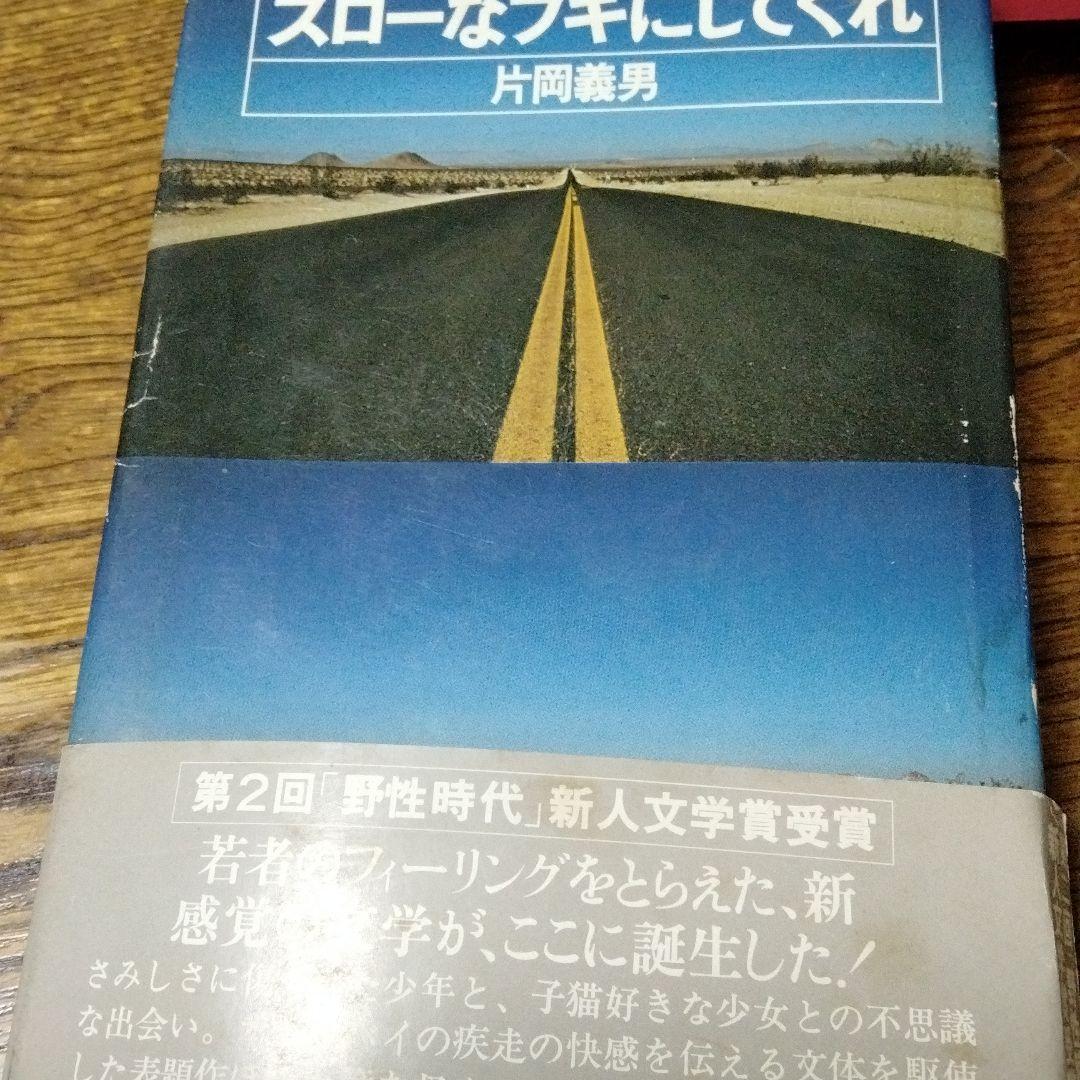 スローなブギにしてくれ
片岡義男
第2回「野性時代」新人文学賞受賞
若者のフィーリングをとらえた、新
感覚 学が、ここに誕生した!
さみしさに 少年と、子猫好きな少女との不思議
な出会い。 イの疾走の快感を伝える文体を駆使
した表題作は